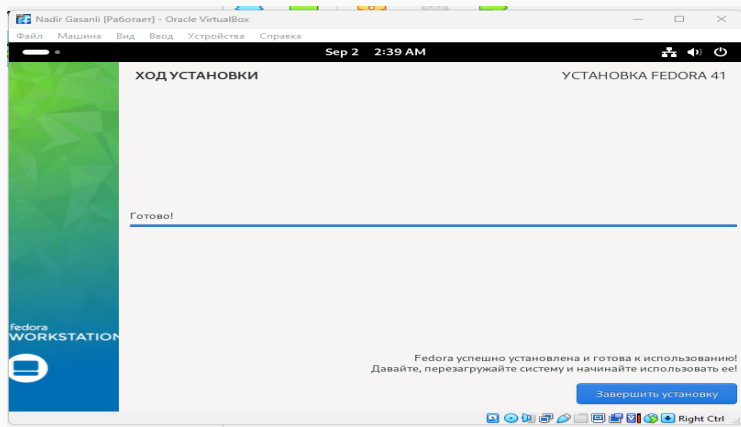 Nadir Gasanli [Работает] - Oracle VirtualBox
Файл Машина Вид Ввод Устройства Справка
Sep 2 2:39 AM
ХОД УСТАНОВКИ
УСТАНОВКА FEDORA 41
Готово!
fedora
WORKSTATION
Fedora успешно установлена и готова к использованию!
Давайте, перезагружайте систему и начинайте использовать ее!
Завершить установку
Right Ctrl